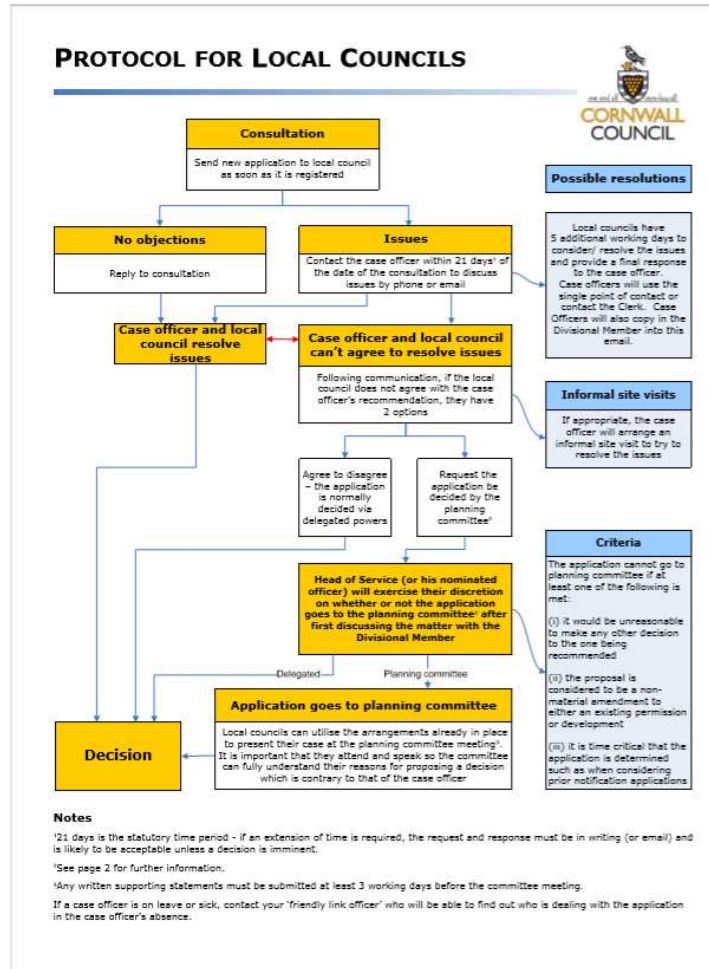 PROTOCOL FOR LOCAL COUNCILS
CORNWALL
COUNCIL
Consultation
Send new application to local council
as soon as it is registered
Possible resolutions
Local councils have
5 additional working days to
consider/ resolve the issues
and provide a final response
to the case officer.
Case officers will use the
single point of contact or
contact the Clerk. Case
Officers will also copy in the
Divisional Member into this
email.
No objections
Reply to consultation
Issues
Contact the case officer within 21 days¹ of
the date of the consultation to discuss
issues by phone or email
Case officer and local
council resolve
issues
Case officer and local council
can't agree to resolve issues
Following communication, if the local
council does not agree with the case
officer's recommendation, they have
2 options
Informal site visits
If appropriate, the case
officer will arrange an
informal site visit to try to
resolve the issues
Agree to disagree
– the application
is normally
decided via
delegated powers
Request the
application be
decided by the
planning
committee²
Criteria
The application cannot go to
planning committee if at
least one of the following is
met:
(i) it would be unreasonable
to make any other decision
to the one being
recommended
(ii) the proposal is
considered to be a non-
material amendment to
either an existing permission
or development
(iii) it is time critical that the
application is determined
such as when considering
prior notification applications
Head of Service (or his nominated
officer) will exercise their discretion
on whether or not the application
goes to the planning committee² after
first discussing the matter with the
Divisional Member
Delegated
Planning committee
Application goes to planning committee
Local councils can utilise the arrangements already in place
to present their case at the planning committee meeting³.
It is important that they attend and speak so the committee
can fully understand their reasons for proposing a decision
which is contrary to that of the case officer
Decision
Notes
¹21 days is the statutory time period - if an extension of time is required, the request and response must be in writing (or email) and
is likely to be acceptable unless a decision is imminent.
²See page 2 for further information.
³Any written supporting statements must be submitted at least 3 working days before the committee meeting.
If a case officer is on leave or sick, contact your 'friendly link officer' who will be able to find out who is dealing with the application
in the case officer's absence.